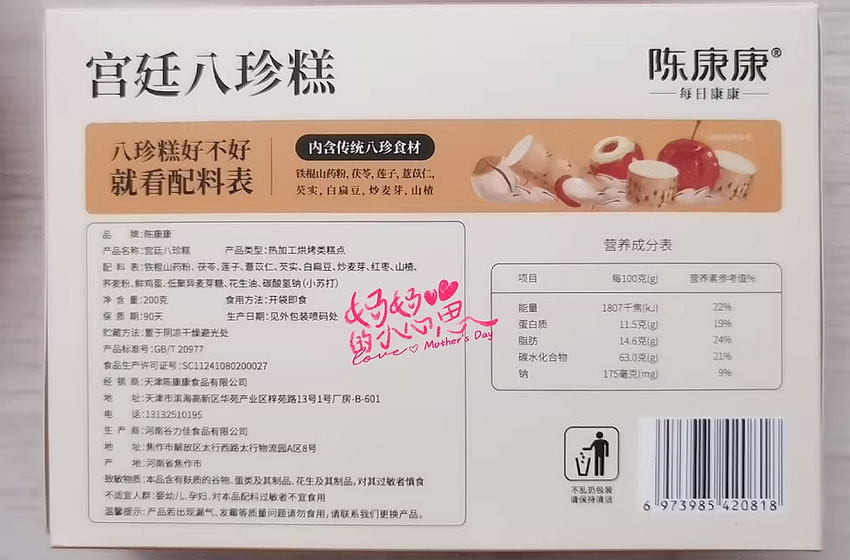 宫廷八珍糕
陈康康®
每日康康
八珍糕好不好
就看配料表
内含传统八珍食材
铁棍山药粉,茯苓,莲子,薏苡仁,
芡实,白扁豆,炒麦芽,山楂
品 牌:陈康康
产品名称:宫廷八珍糕 产品类型:热加工烘烤类糕点
配 料 表:铁棍山药粉、茯苓、莲子、薏苡仁、芡实、白扁豆、炒麦芽、红枣、山楂、
荞麦粉、鲜鸡蛋、低聚异麦芽糖、花生油、碳酸氢钠(小苏打)
净 含 量:200克 食用方法:开袋即食
保 质 期:90天 生产日期:见外包装喷码处
贮藏方法:置于阴凉干燥避光处
产品标准号:GB/T 20977
食品生产许可证号:SC11241080200027
经 销 商:天津陈康康食品有限公司
地 址:天津市滨海高新区华苑产业区梓苑路13号1号厂房-B-601
电 话:13132510195
生 产 商:河南谷力佳食品有限公司
地 址:焦作市解放区太行西路太行物流园A区8号
产 地:河南省焦作市
致敏物质:本品含有麸质的谷物、蛋类及其制品、花生及其制品,对其过敏者慎食
不适宜人群:婴幼儿、孕妇、对本品配料过敏者不宜食用
温馨提示:产品若出现漏气、发霉等质量问题请勿食用,请联系我们更换产品。
妈妈
的小心思
Love Mother's Day
营养成分表
项目 每100克(g) 营养素参考值%
能量 1807千焦(kJ) 22%
蛋白质 11.5克(g) 19%
脂肪 14.6克(g) 24%
碳水化合物 63.0克(g) 21%
钠 175毫克(mg) 9%
不乱扔包装
请保持清洁
6 973985 420818